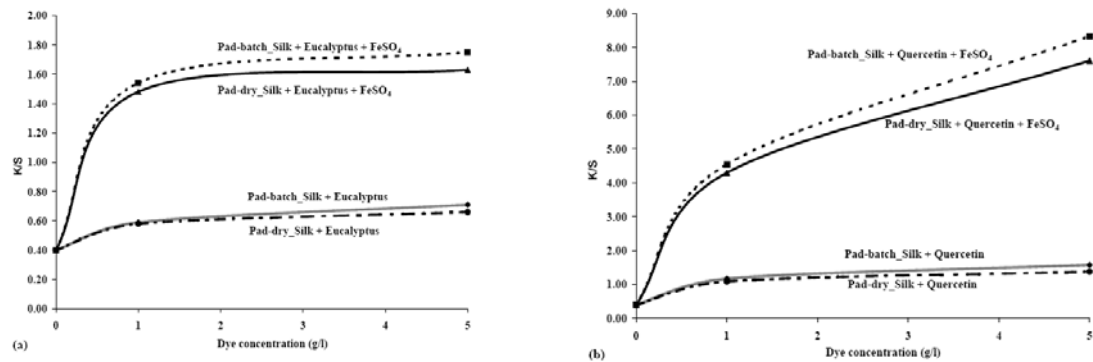 2.00
1.80
1.60
1.40
1.20
1.00
0.80
0.60
0.40
0.20
0.00
K/S
Pad-batch_Silk + Eucalyptus + FeSO4
Pad-dry_Silk + Eucalyptus + FeSO4
Pad-batch_Silk + Eucalyptus
Pad-dry_Silk + Eucalyptus
0 1 2 3 4 5
Dye concentration (g/l)
(a)
9.00
8.00
7.00
6.00
5.00
4.00
3.00
2.00
1.00
0.00
K/S
Pad-batch_Silk + Quercetin + FeSO4
Pad-dry_Silk + Quercetin + FeSO4
Pad-batch_Silk + Quercetin
Pad-dry_Silk + Quercetin
0 1 2 3 4 5
Dye concentration (g/l)
(b)